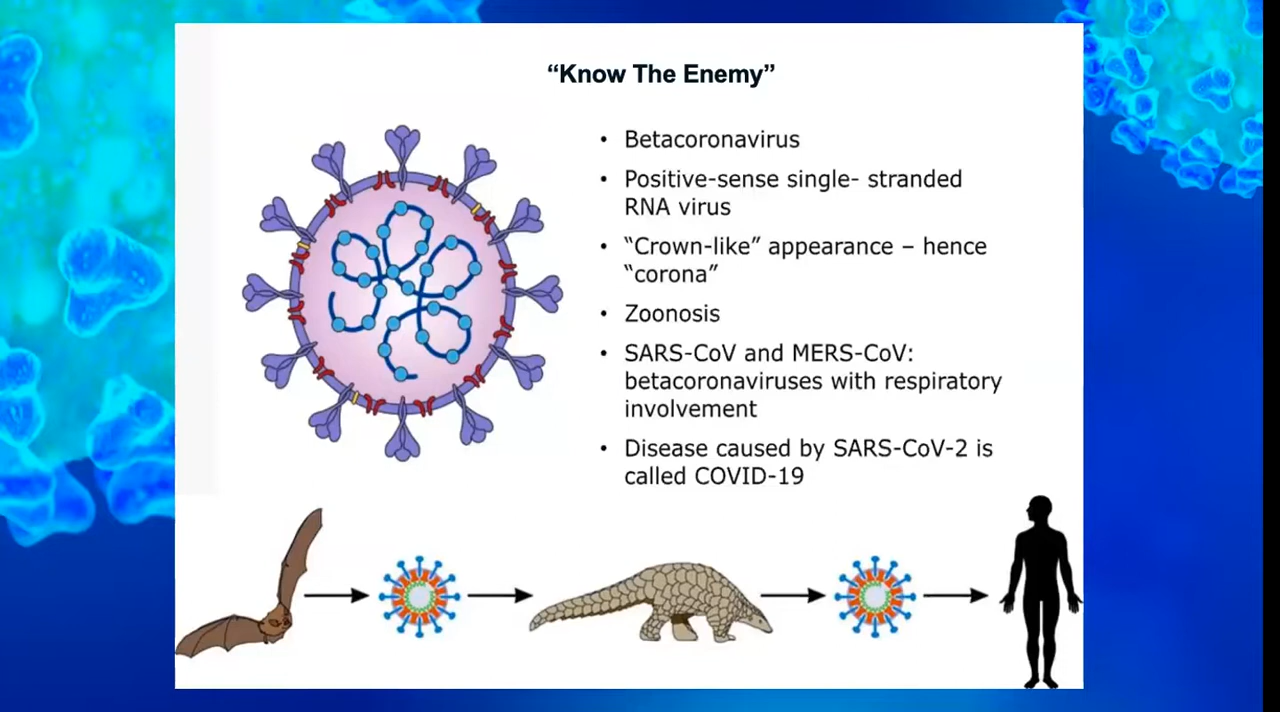 “Know The Enemy”
• Betacoronavirus
• Positive-sense single- stranded
RNA virus
• “Crown-like” appearance – hence
“corona”
• Zoonosis
• SARS-CoV and MERS-CoV:
betacoronaviruses with respiratory
involvement
• Disease caused by SARS-CoV-2 is
called COVID-19